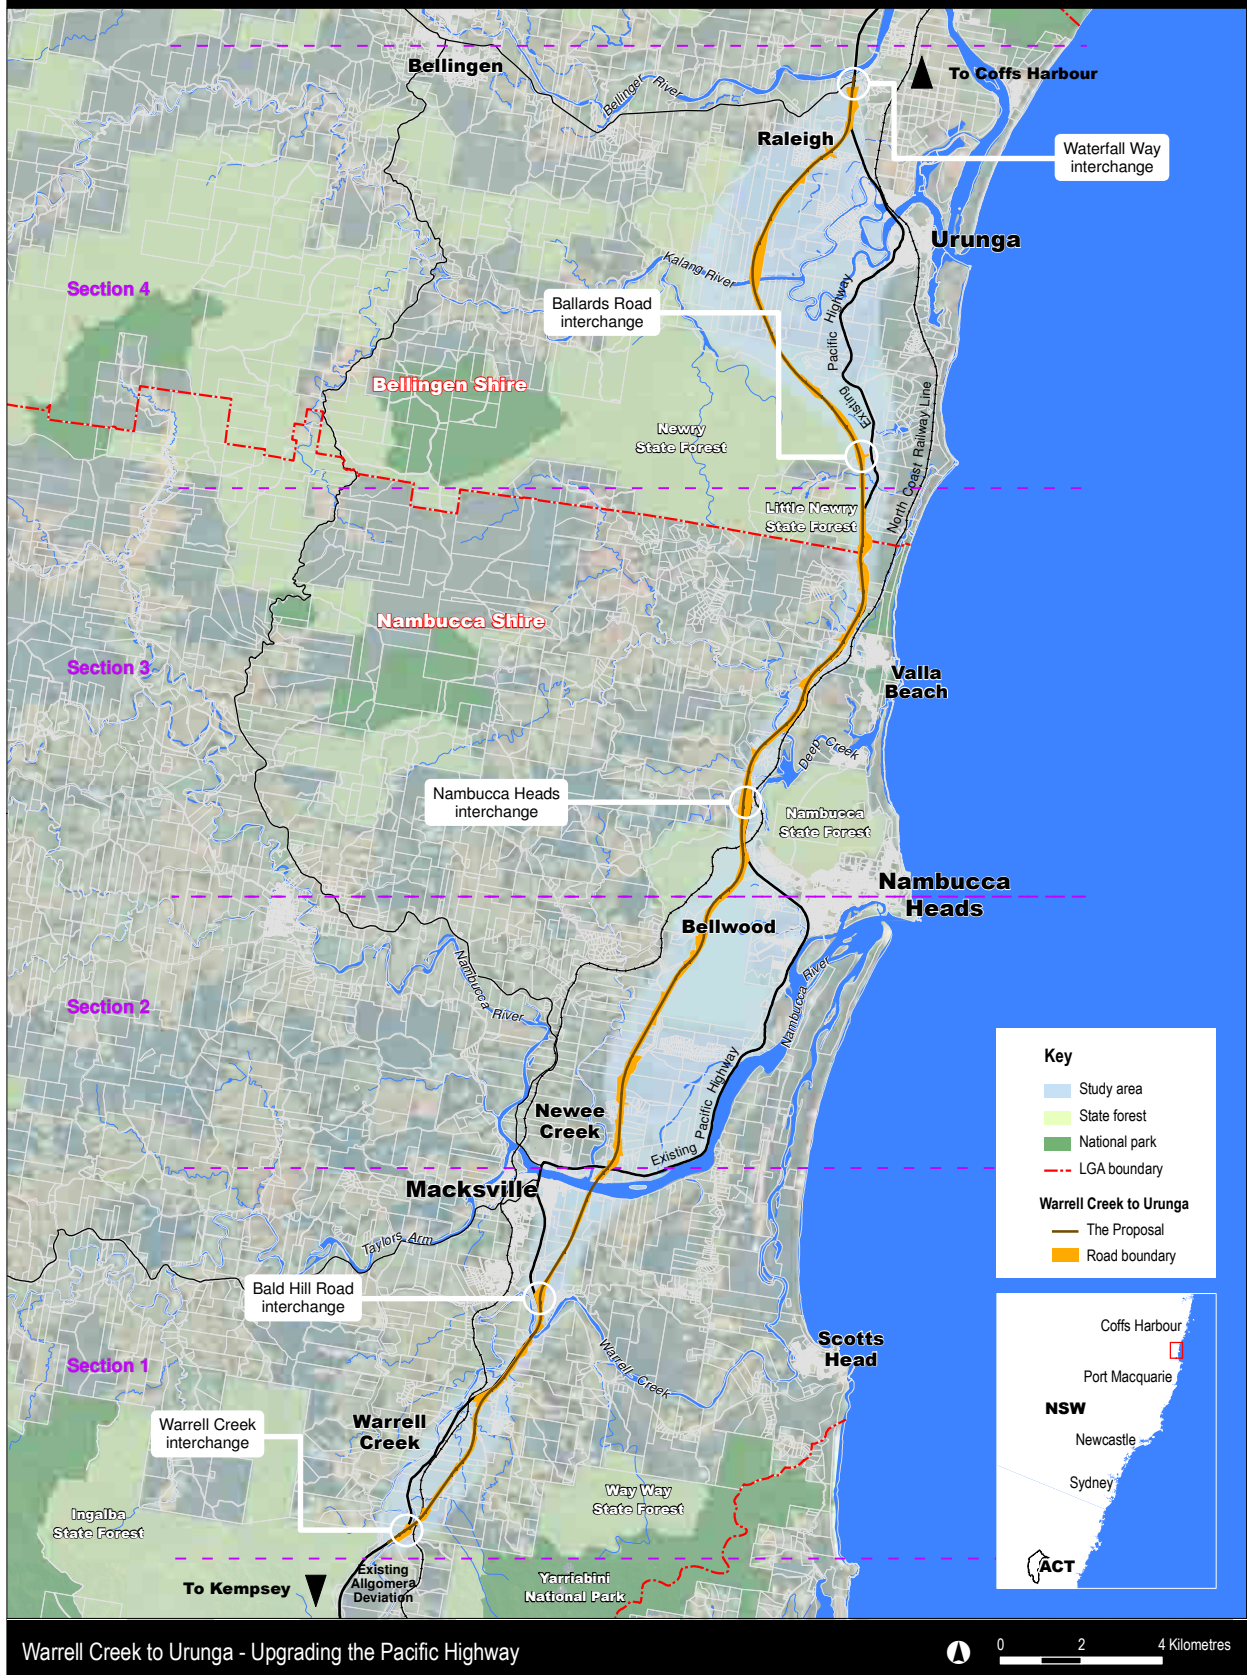 Bellingen
Bellinger
River
To Coffs Harbour
Raleigh
Waterfall Way
interchange
Urunga
Kalang River
Section 4
Ballards Road
interchange
Pacific Highway
Existing
Bellingen Shire
Newry
State Forest
North Coast Railway Line
Little Newry
State Forest
Nambucca Shire
Section 3
Valla
Beach
Deep Creek
Nambucca Heads
interchange
Nambucca
State Forest
Nambucca
Heads
Bellwood
Nambucca River
Nambucca River
Section 2
Existing Pacific Highway
Newee
Creek
Macksville
Taylors Arm
Bald Hill Road
interchange
Section 1
Warrell Creek
Scotts
Head
Warrell
Creek
Warrell Creek
interchange
Way Way
State Forest
Ingalba
State Forest
Existing
Allgomera
Deviation
To Kempsey
Yarriabini
National Park
Key
Study area
State forest
National park
LGA boundary
Warrell Creek to Urunga
The Proposal
Road boundary
Coffs Harbour
Port Macquarie
NSW
Newcastle
Sydney
ACT
Warrell Creek to Urunga - Upgrading the Pacific Highway
0 2 4 Kilometres